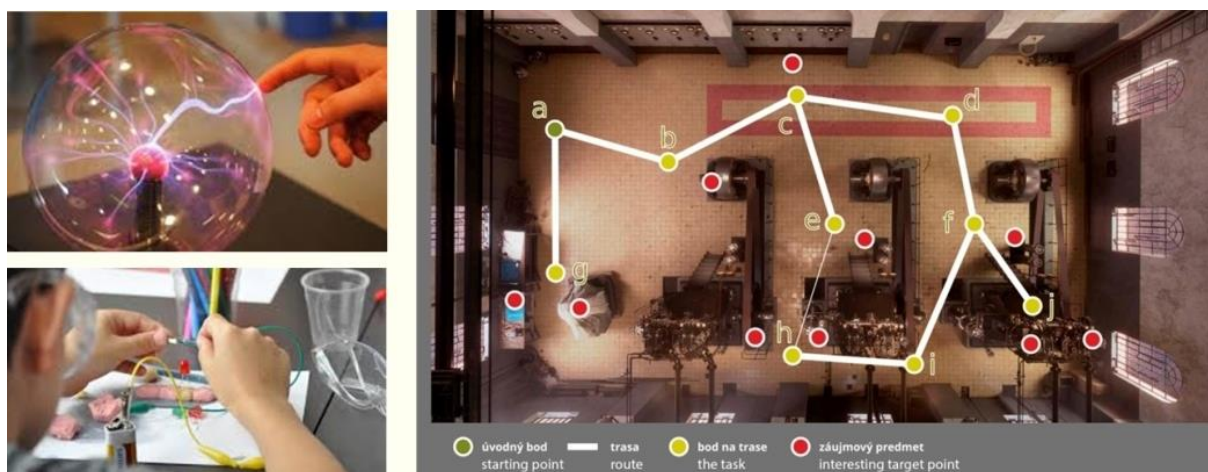 a
b
c
d
e
f
g
h
i
j
úvodný bod
starting point
trasa
route
bod na trase
the task
záujmový predmet
interesting target point